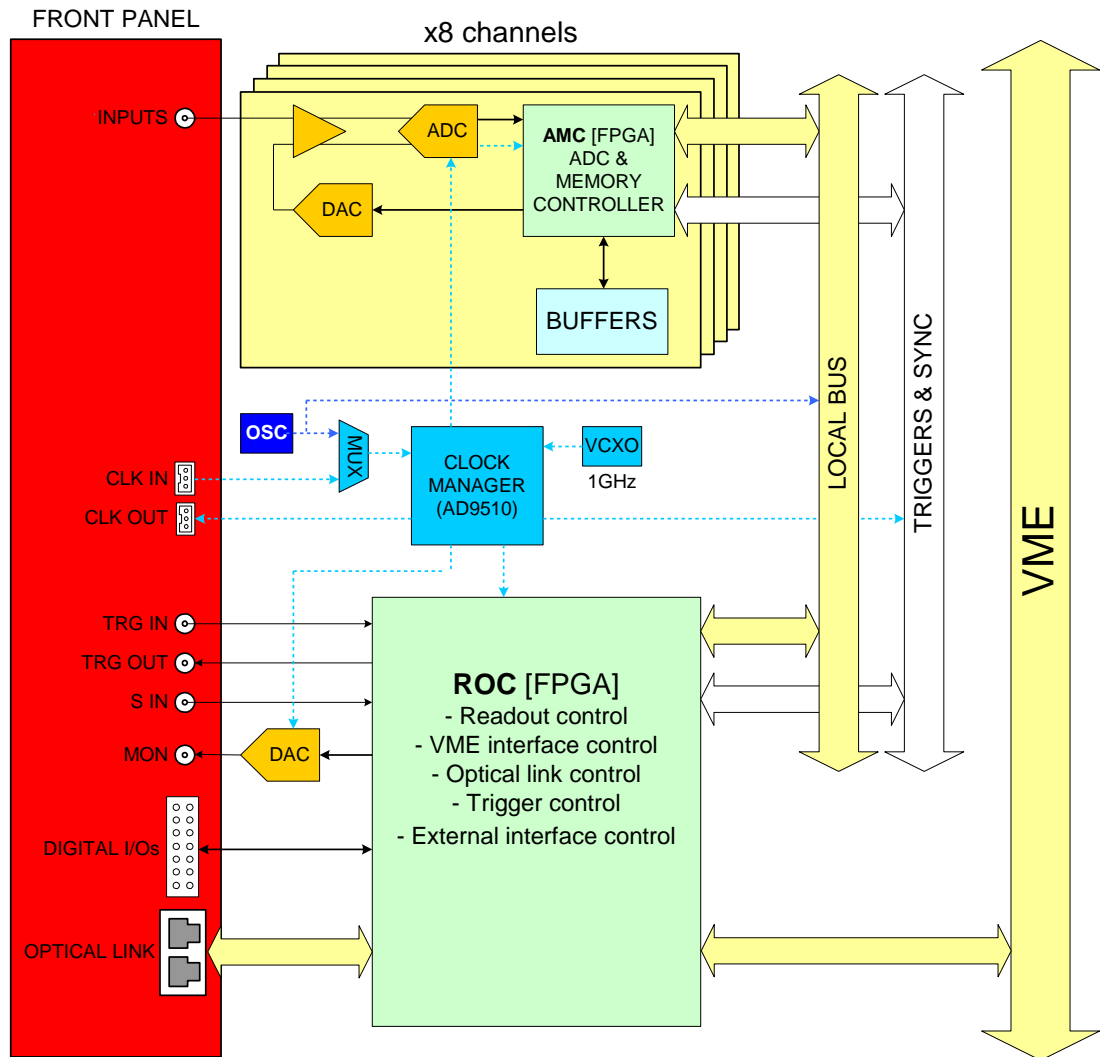 FRONT PANEL
x8 channels
INPUTS
ADC
AMC [FPGA]
ADC &
MEMORY
CONTROLLER
DAC
BUFFERS
OSC
MUX
CLOCK
MANAGER
(AD9510)
VCXO
1GHz
CLK IN
CLK OUT
LOCAL BUS
TRIGGERS & SYNC
VME
TRG IN
TRG OUT
S IN
MON
DAC
ROC [FPGA]
- Readout control
- VME interface control
- Optical link control
- Trigger control
- External interface control
DIGITAL I/Os
OPTICAL LINK